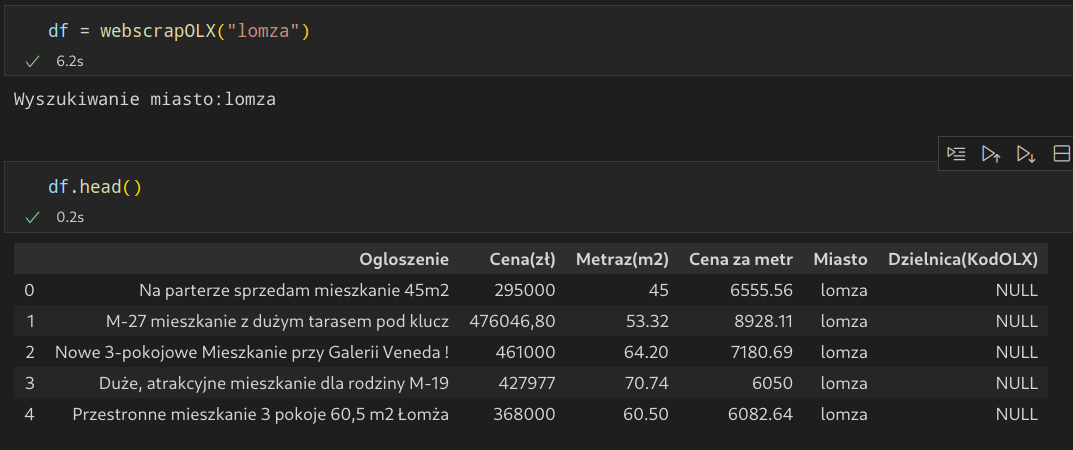 df = webscrapOLX("lomza")
6.2s
Wyszukiwanie miasto:lomza
df.head()
0.2s
Ogloszenie Cena(zł) Metraz(m2) Cena za metr Miasto Dzielnica(KodOLX)
0 Na parterze sprzedam mieszkanie 45m2 295000 45 6555.56 lomza NULL
1 M-27 mieszkanie z dużym tarasem pod klucz 476046,80 53.32 8928.11 lomza NULL
2 Nowe 3-pokojowe Mieszkanie przy Galerii Veneda ! 461000 64.20 7180.69 lomza NULL
3 Duże, atrakcyjne mieszkanie dla rodziny M-19 427977 70.74 6050 lomza NULL
4 Przestronne mieszkanie 3 pokoje 60,5 m2 Łomża 368000 60.50 6082.64 lomza NULL